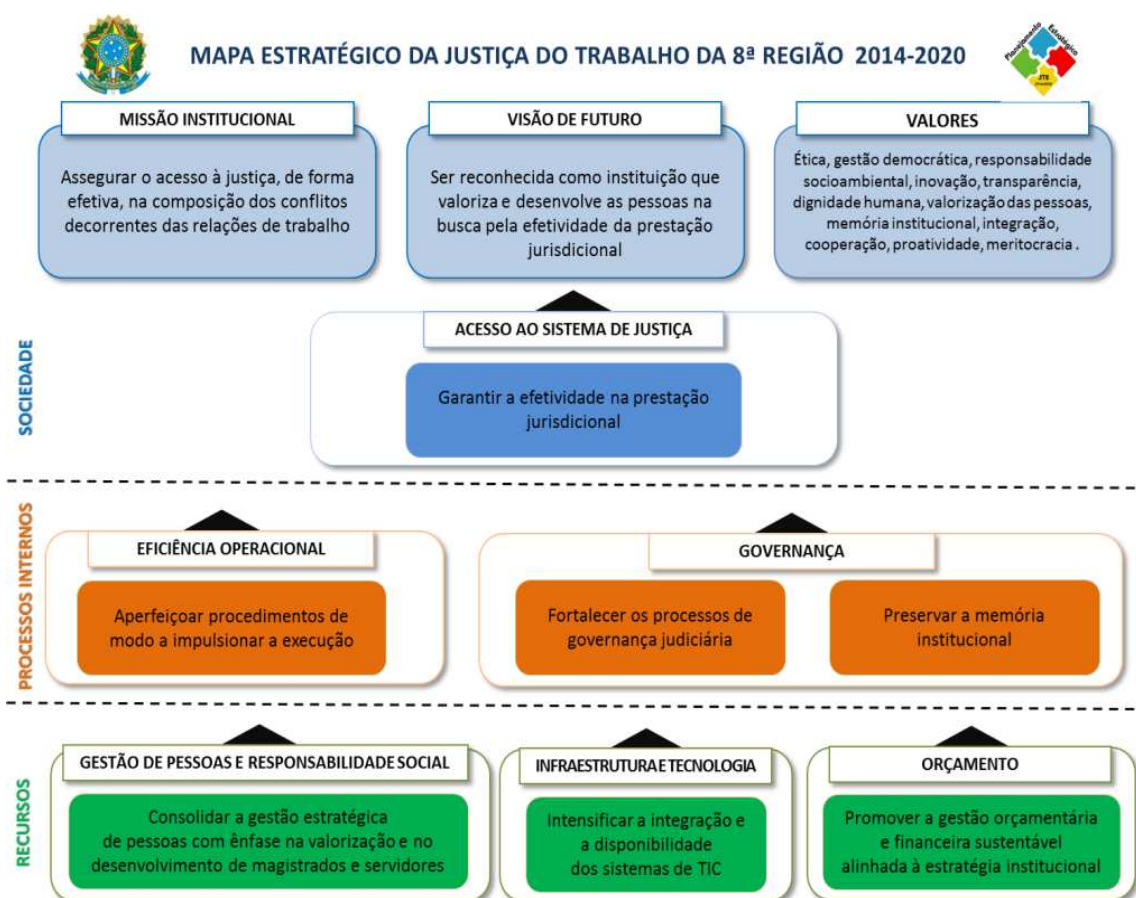 MAPA ESTRATÉGICO DA JUSTIÇA DO TRABALHO DA 8ª REGIÃO 2014-2020
Planejamento Estratégico
JT8
MISSÃO INSTITUCIONAL
Assegurar o acesso à justiça, de forma
efetiva, na composição dos conflitos
decorrentes das relações de trabalho
VISÃO DE FUTURO
Ser reconhecida como instituição que
valoriza e desenvolve as pessoas na
busca pela efetividade da prestação
jurisdicional
VALORES
Ética, gestão democrática, responsabilidade
socioambiental, inovação, transparência,
dignidade humana, valorização das pessoas,
memória institucional, integração,
cooperação, proatividade, meritocracia .
SOCIEDADE
ACESSO AO SISTEMA DE JUSTIÇA
Garantir a efetividade na prestação
jurisdicional
PROCESSOS INTERNOS
EFICIÊNCIA OPERACIONAL
Aperfeiçoar procedimentos de
modo a impulsionar a execução
GOVERNANÇA
Fortalecer os processos de
governança judiciária
Preservar a memória
institucional
RECURSOS
GESTÃO DE PESSOAS E RESPONSABILIDADE SOCIAL
Consolidar a gestão estratégica
de pessoas com ênfase na valorização e no
desenvolvimento de magistrados e servidores
INFRAESTRUTURA E TECNOLOGIA
Intensificar a integração e
a disponibilidade
dos sistemas de TIC
ORÇAMENTO
Promover a gestão orçamentária
e financeira sustentável
alinhada à estratégia institucional